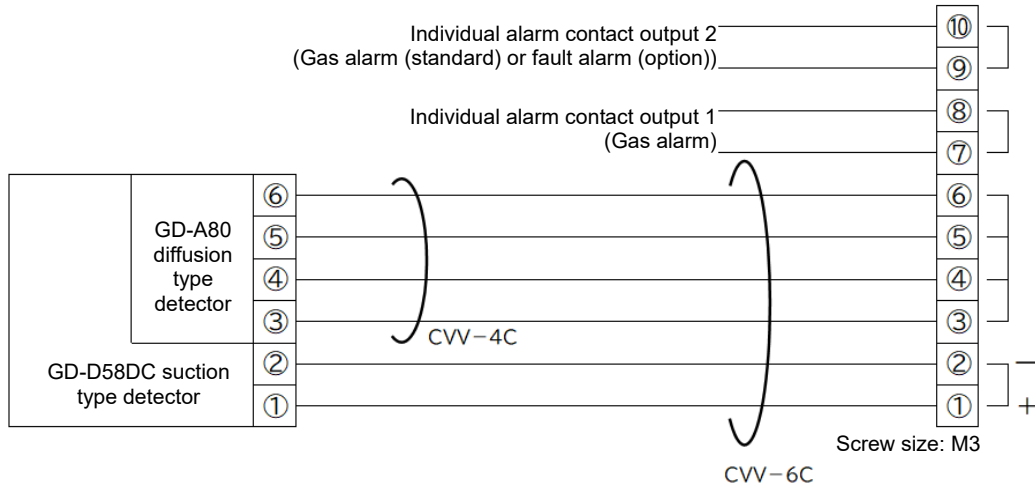 Individual alarm contact output 2
(Gas alarm (standard) or fault alarm (option))
Individual alarm contact output 1
(Gas alarm)
⑩
⑨
⑧
⑦
⑥
⑤
④
③
②
①
−
+
GD-A80
diffusion
type
detector
GD-D58DC suction
type detector
⑥
⑤
④
③
②
①
CVV−4C
Screw size: M3
CVV−6C